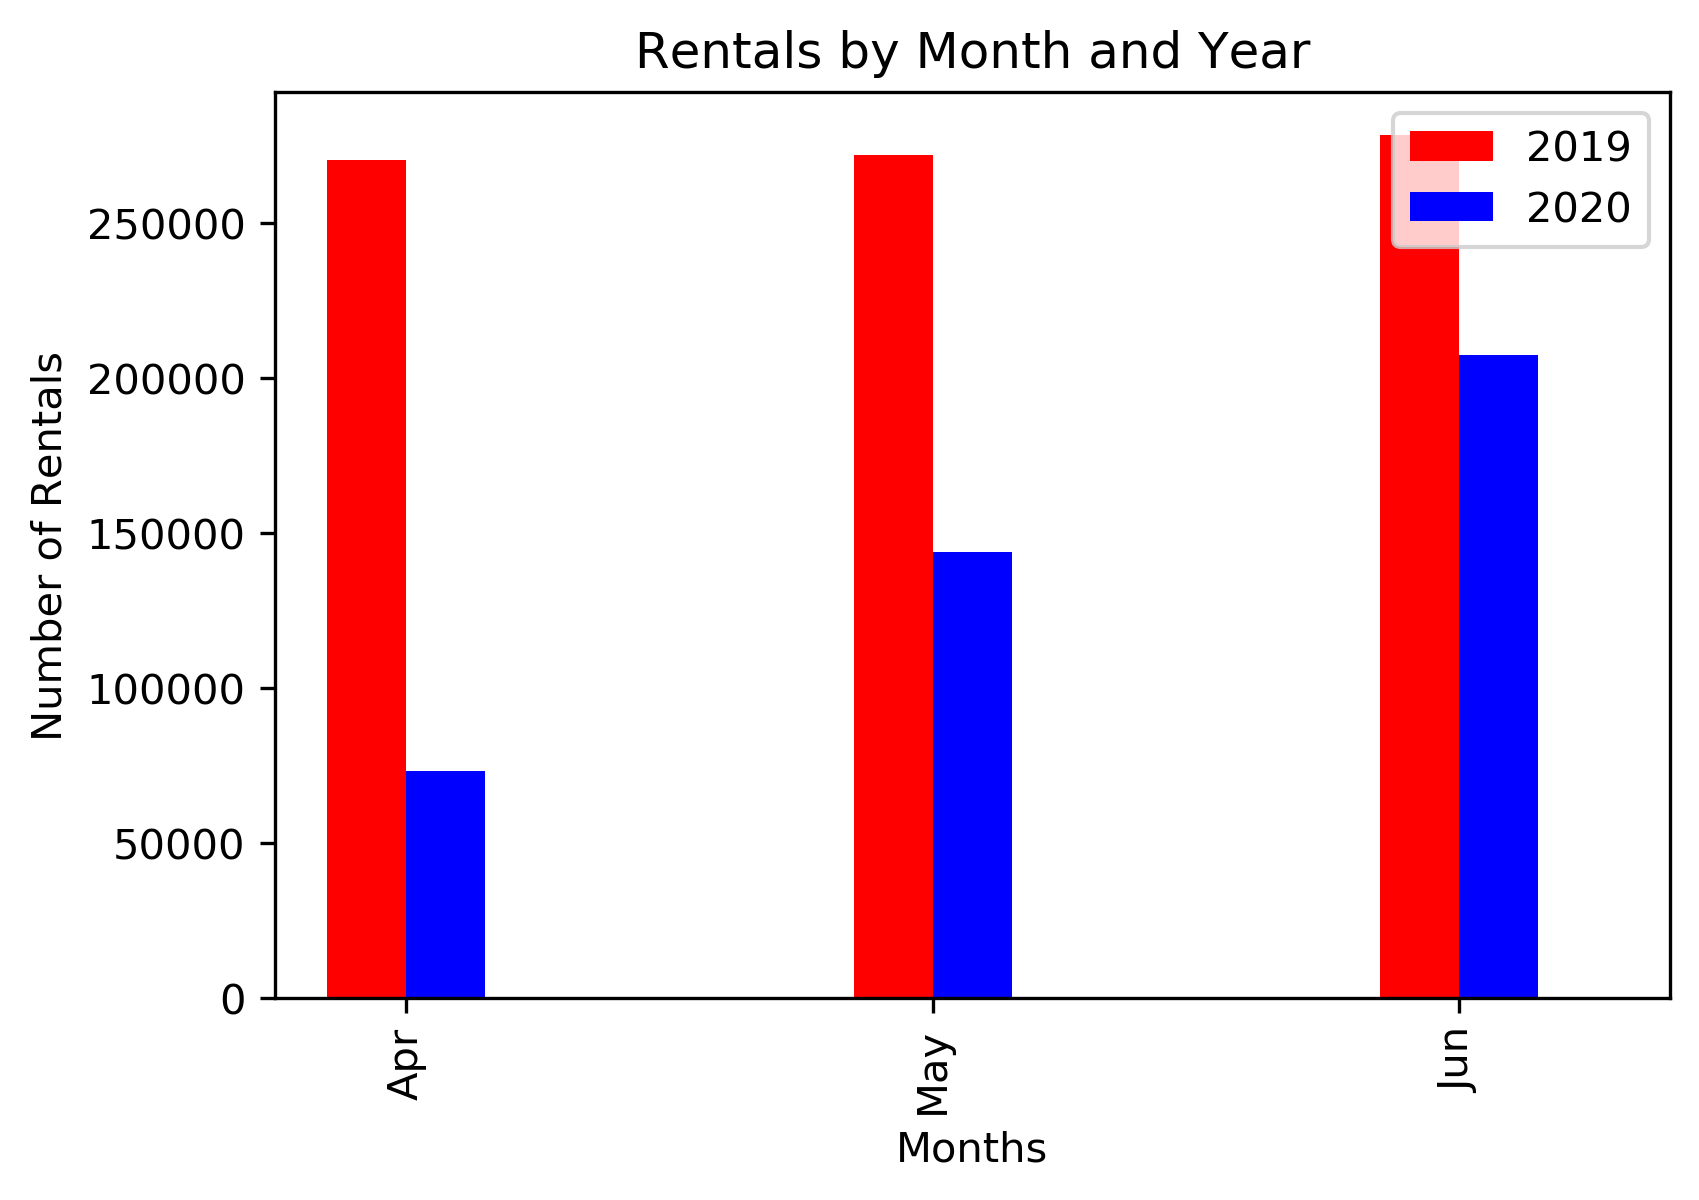 Rentals by Month and Year
2019
2020
250000
200000
150000
100000
50000
0
Number of Rentals
Apr
May
Jun
Months